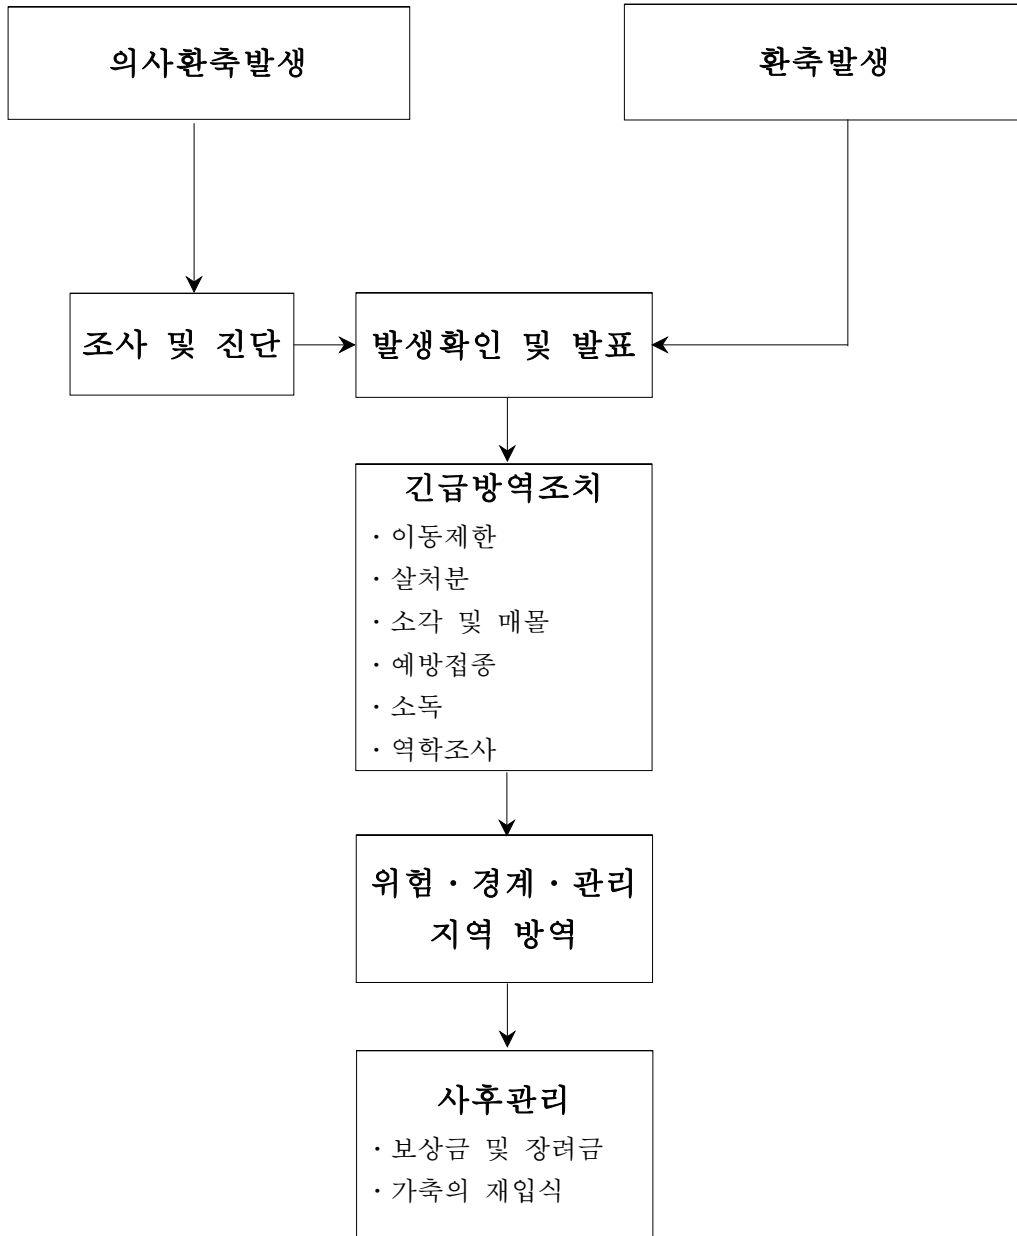 의사환축발생
환축발생
조사 및 진단
발생확인 및 발표
긴급방역조치
· 이동제한
· 살처분
· 소각 및 매몰
· 예방접종
· 소독
· 역학조사
위험 · 경계 · 관리
지역 방역
사후관리
· 보상금 및 장려금
· 가축의 재입식